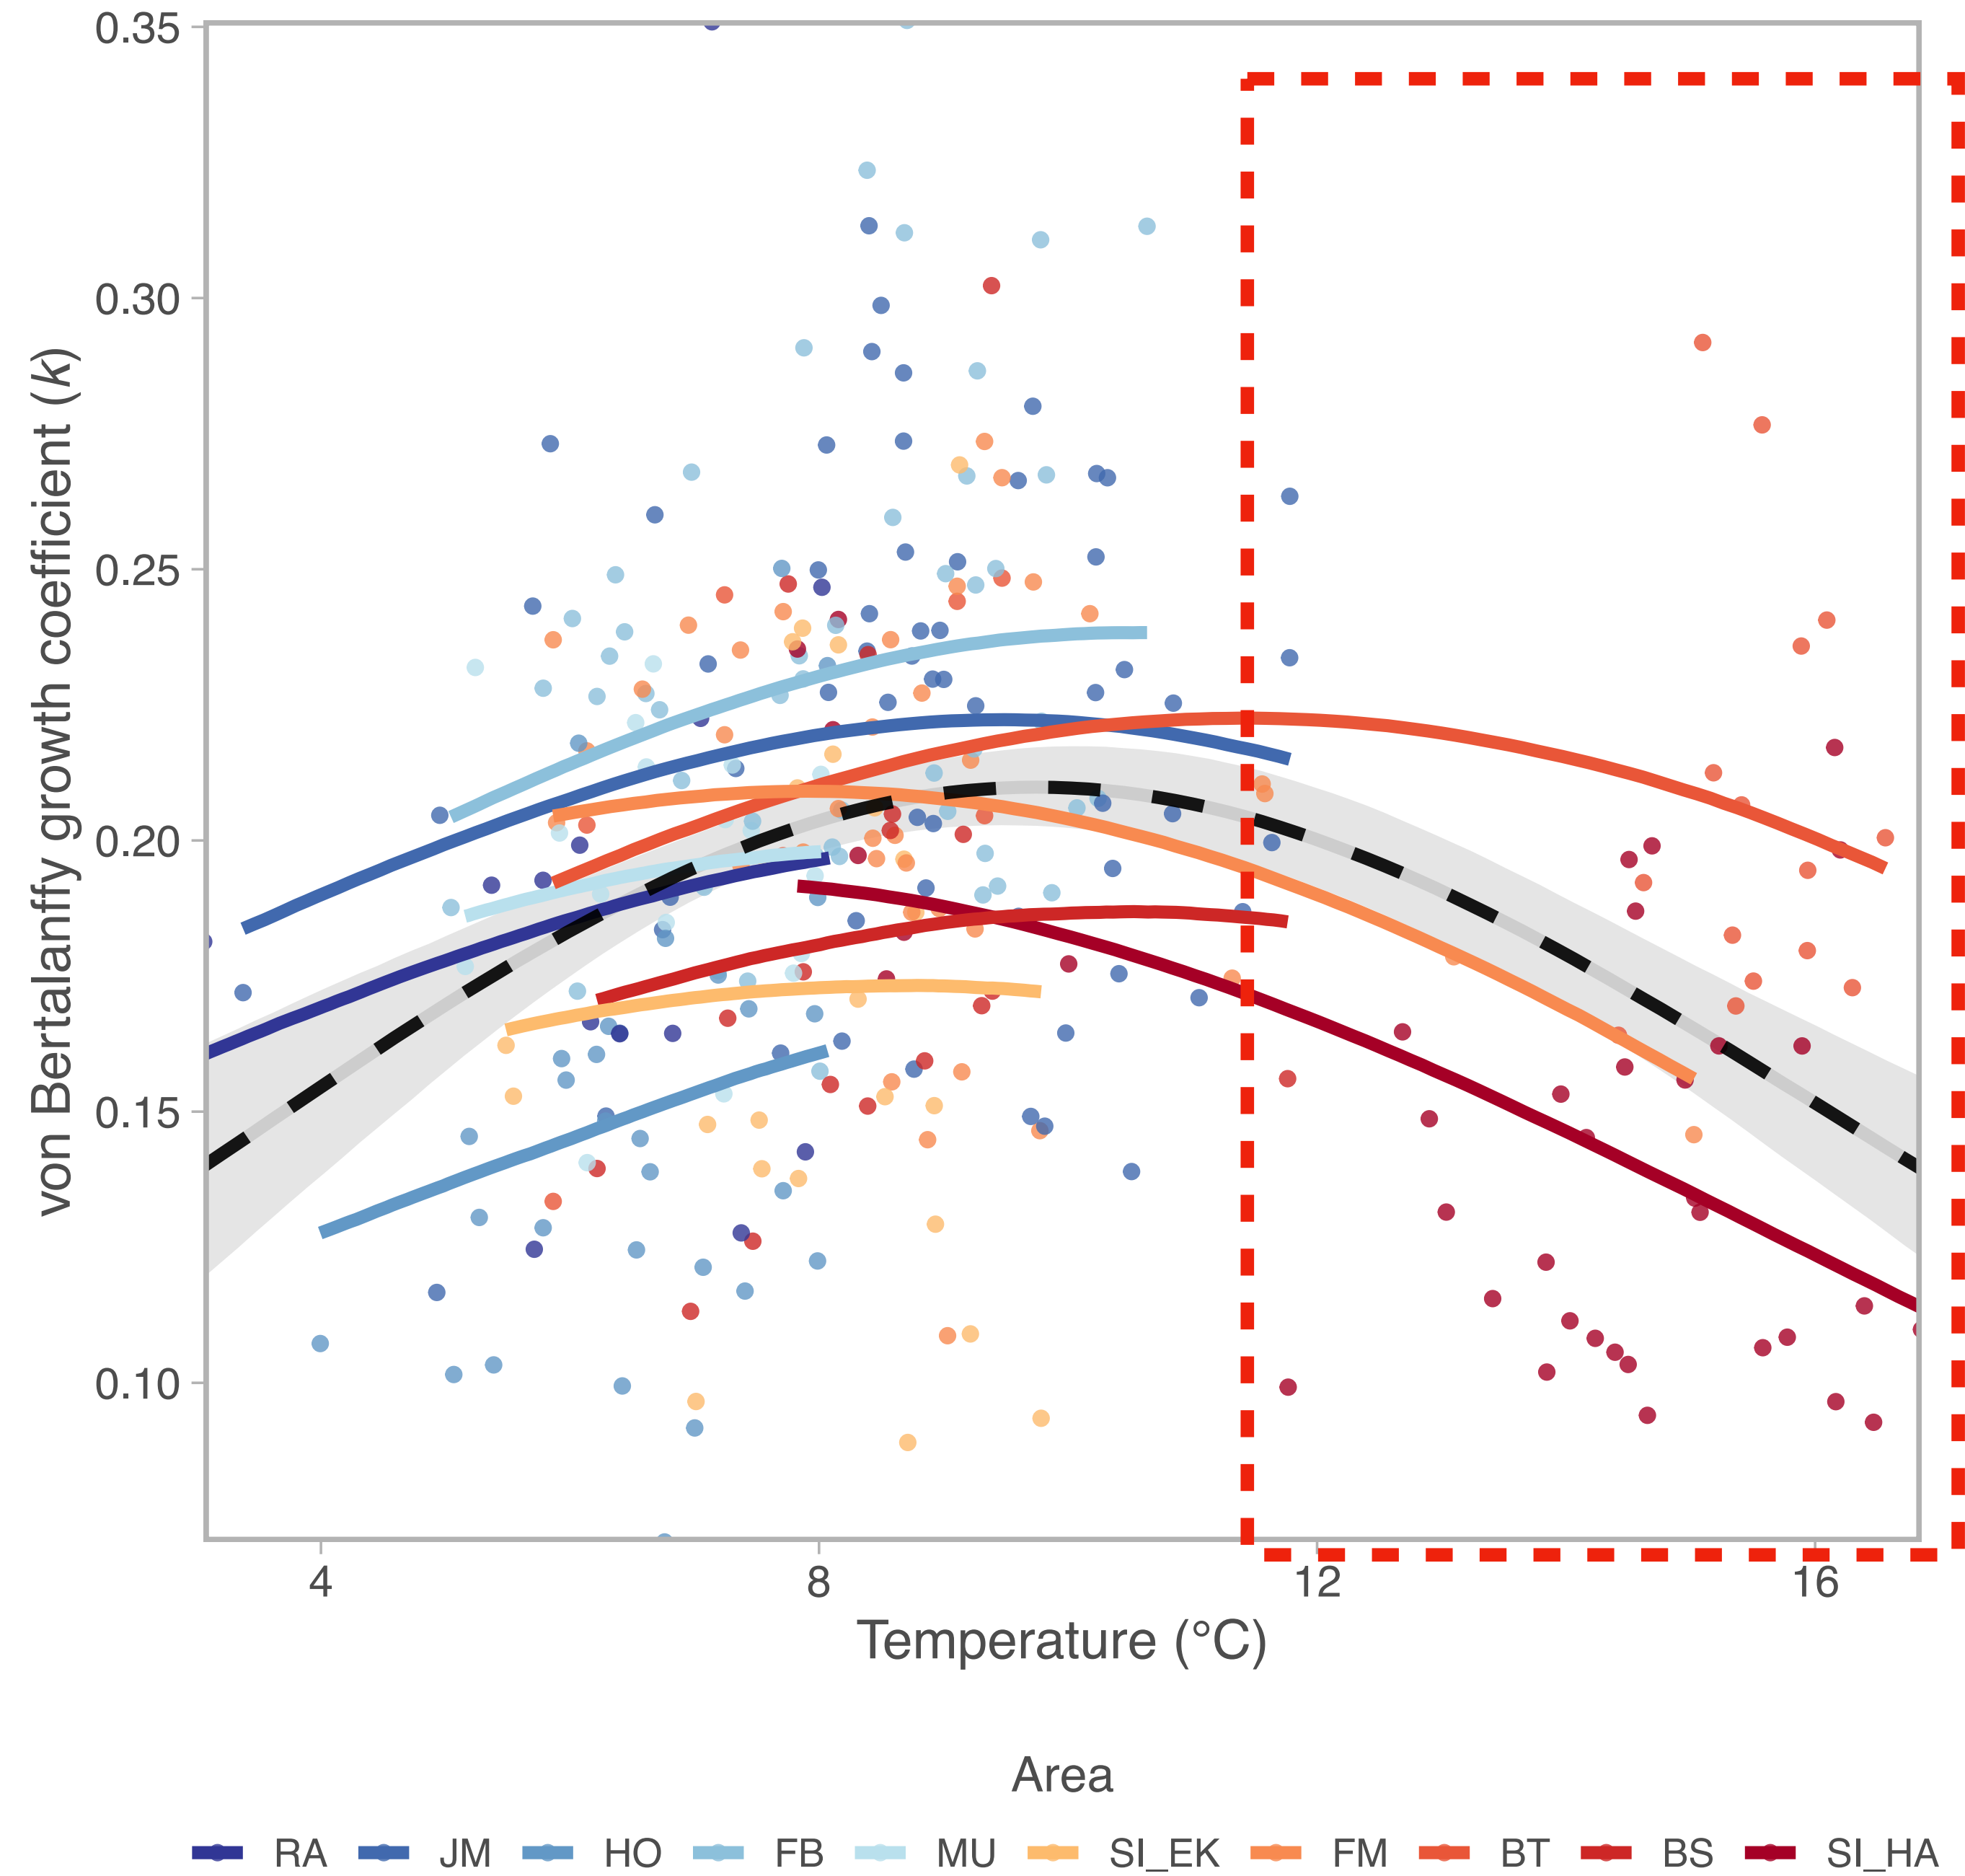 von Bertalanffy growth coefficient (k)
0.35
0.30
0.25
0.20
0.15
0.10
4 8 12 16
Temperature (°C)
Area
RA JM HO FB MU SI_EK FM BT BS SI_HA